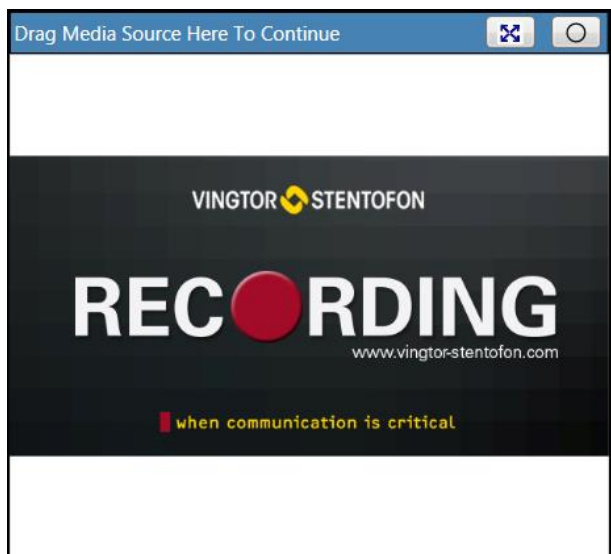 Drag Media Source Here To Continue
VINGTOR STENTOFON
RECORDING
www.vingtor-stentofon.com
when communication is critical